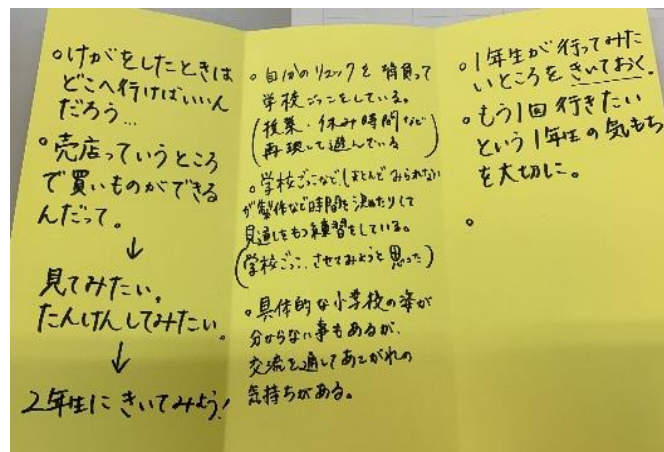 ○けがをしたときは
どこへ行けばいいん
だろう…
○売店っていうところ
で買いものができる
んだって。
↓
見てみたい。
たんけんしてみたい。
↓
2年生にきいてみよう!
○自分のリュックを背負って
学校ごっこをしている。
(授業、休み時間など
再現して遊んでいる)
○学校ごっこなどほとんどみられない
が製作など時間を決めたりして
見通しをもつ練習をしている。
(学校ごっこ、させてみようと思った)
○具体的な小学校の姿が
分からない事もあるが、
交流を通してあこがれの
気持ちがある。
○1年生が行ってみた
いところをきいておく。
○もう1回行きたい
という1年生の気もち
を大切に。
○